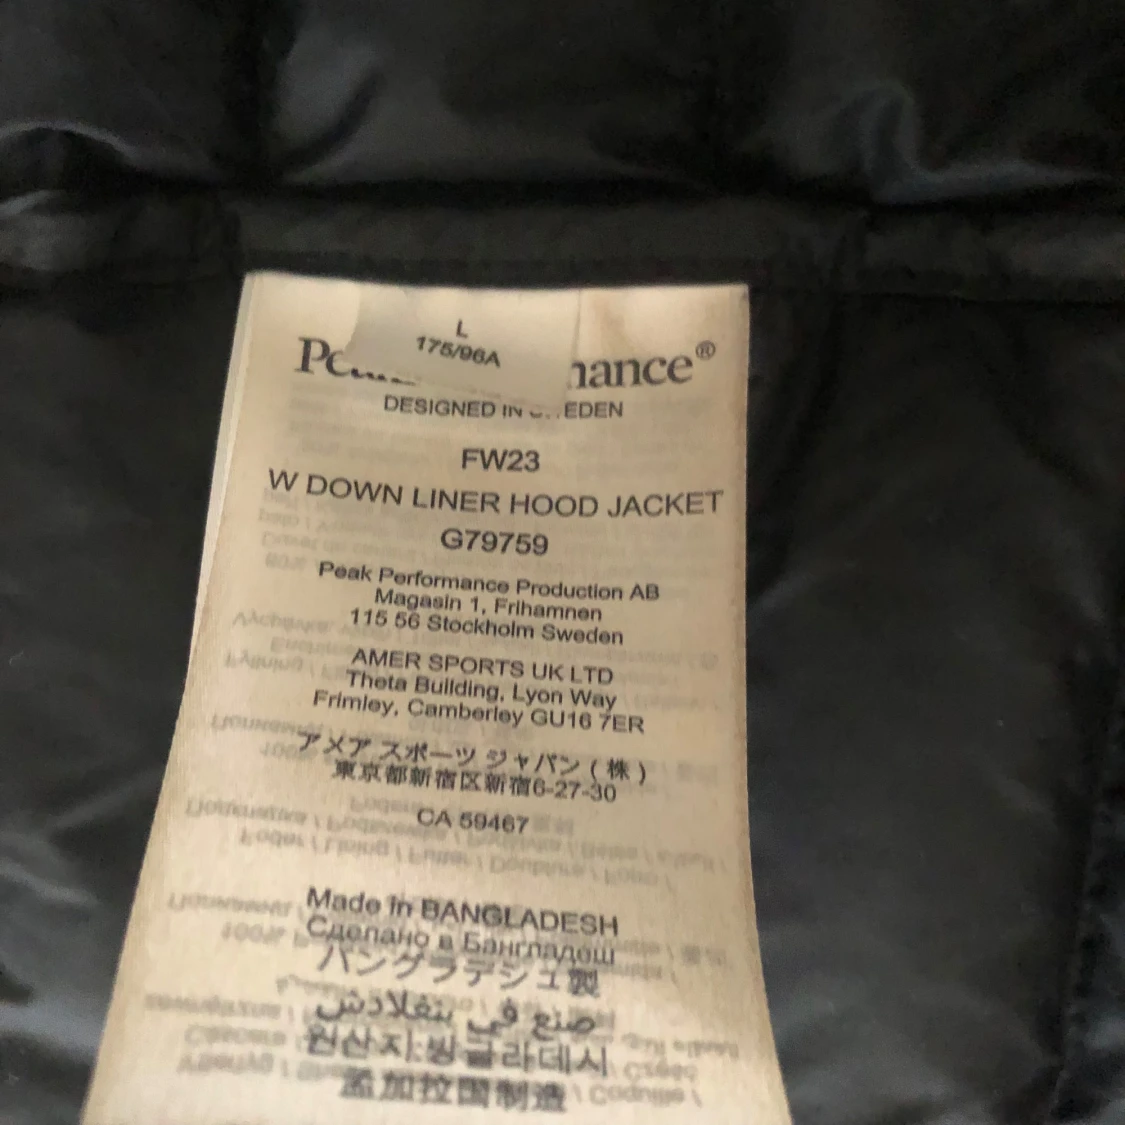 L
175/96A
Pe mance®
DESIGNED IN S EDEN
FW23
W DOWN LINER HOOD JACKET
G79759
Peak Performance Production AB
Magasin 1, Frihamnen
115 56 Stockholm Sweden
AMER SPORTS UK LTD
Theta Building, Lyon Way
Frimley, Camberley GU16 7ER
アメア スポーツ ジャパン ( 株 )
東京都新宿区新宿6-27-30
CA 59467
Made in BANGLADESH
Сделано в Бангладеш
バングラデシュ製
صنع في بنغلادش
원산지:방글라데시
孟加拉国制造